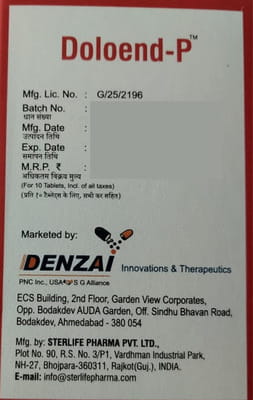 Doloend-P™
Mfg. Lic. No. : G/25/2196
Batch No. :
धान संख्या
Mfg. Date :
उत्पादन तिथि
Exp. Date :
समापन तिथि
M.R.P. ₹ :
अधिकतम विक्रय मुल्य
(For 10 Tablets, Incl. of all taxes)
(प्रति १० टैब्लेट्स के लिए, सभी कर सहित)
Marketed by:
DENZAI Innovations & Therapeutics
PNC Inc., USA S G Alliance
ECS Building, 2nd Floor, Garden View Corporates,
Opp. Bodakdev AUDA Garden, Off. Sindhu Bhavan Road,
Bodakdev, Ahmedabad - 380 054
Mfg. by: STERLIFE PHARMA PVT. LTD.,
Plot No. 90, R.S. No. 3/P1, Vardhman Industrial Park,
NH-27, Bhojpara-360311, Rajkot(Guj.), INDIA.
E-mail: info@sterlifepharma.com